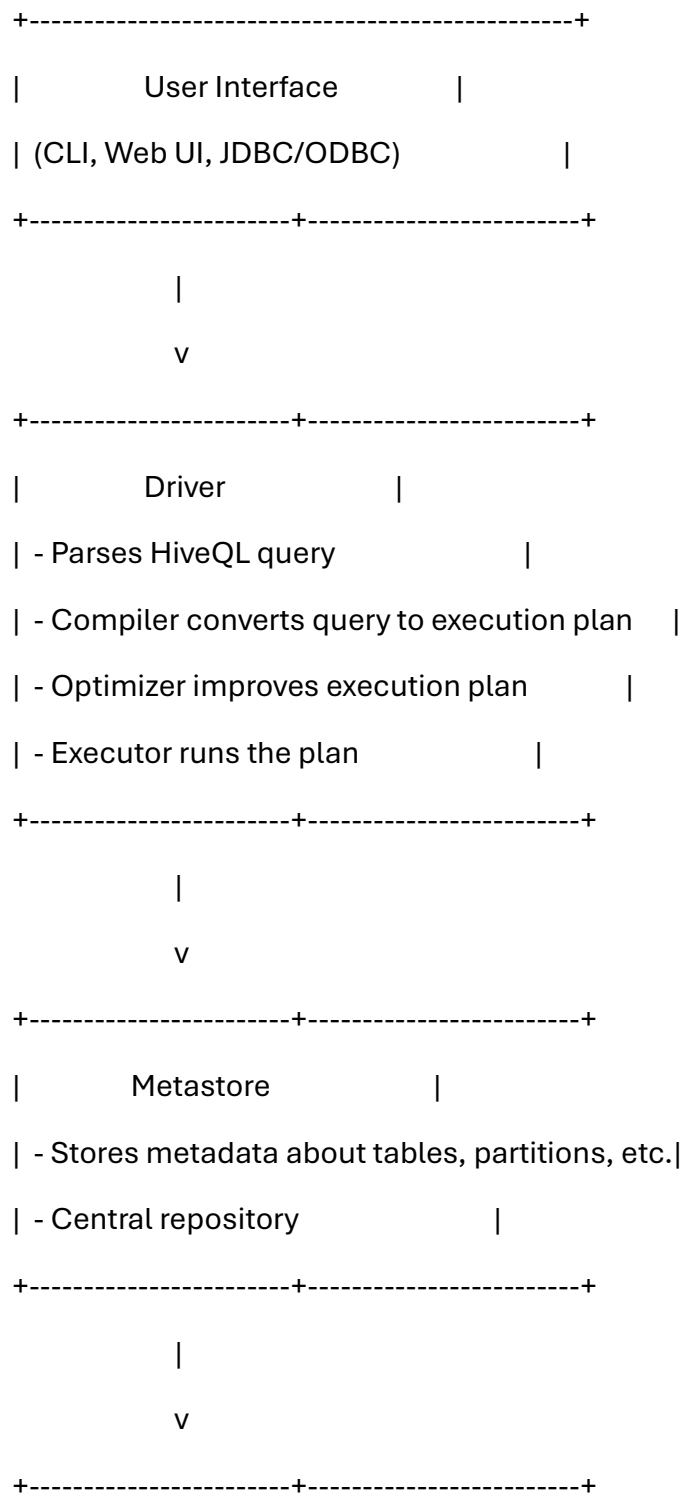 +--------------------------------------------------+
|                User Interface               |
| (CLI, Web UI, JDBC/ODBC)                     |
+------------------------+-------------------------+
|
v
+------------------------+-------------------------+
|                Driver                      |
| - Parses HiveQL query                        |
| - Compiler converts query to execution plan     |
| - Optimizer improves execution plan             |
| - Executor runs the plan                       |
+------------------------+-------------------------+
|
v
+------------------------+-------------------------+
|              Metastore                     |
| - Stores metadata about tables, partitions, etc.|
| - Central repository                         |
+------------------------+-------------------------+
|
v
+------------------------+-------------------------+